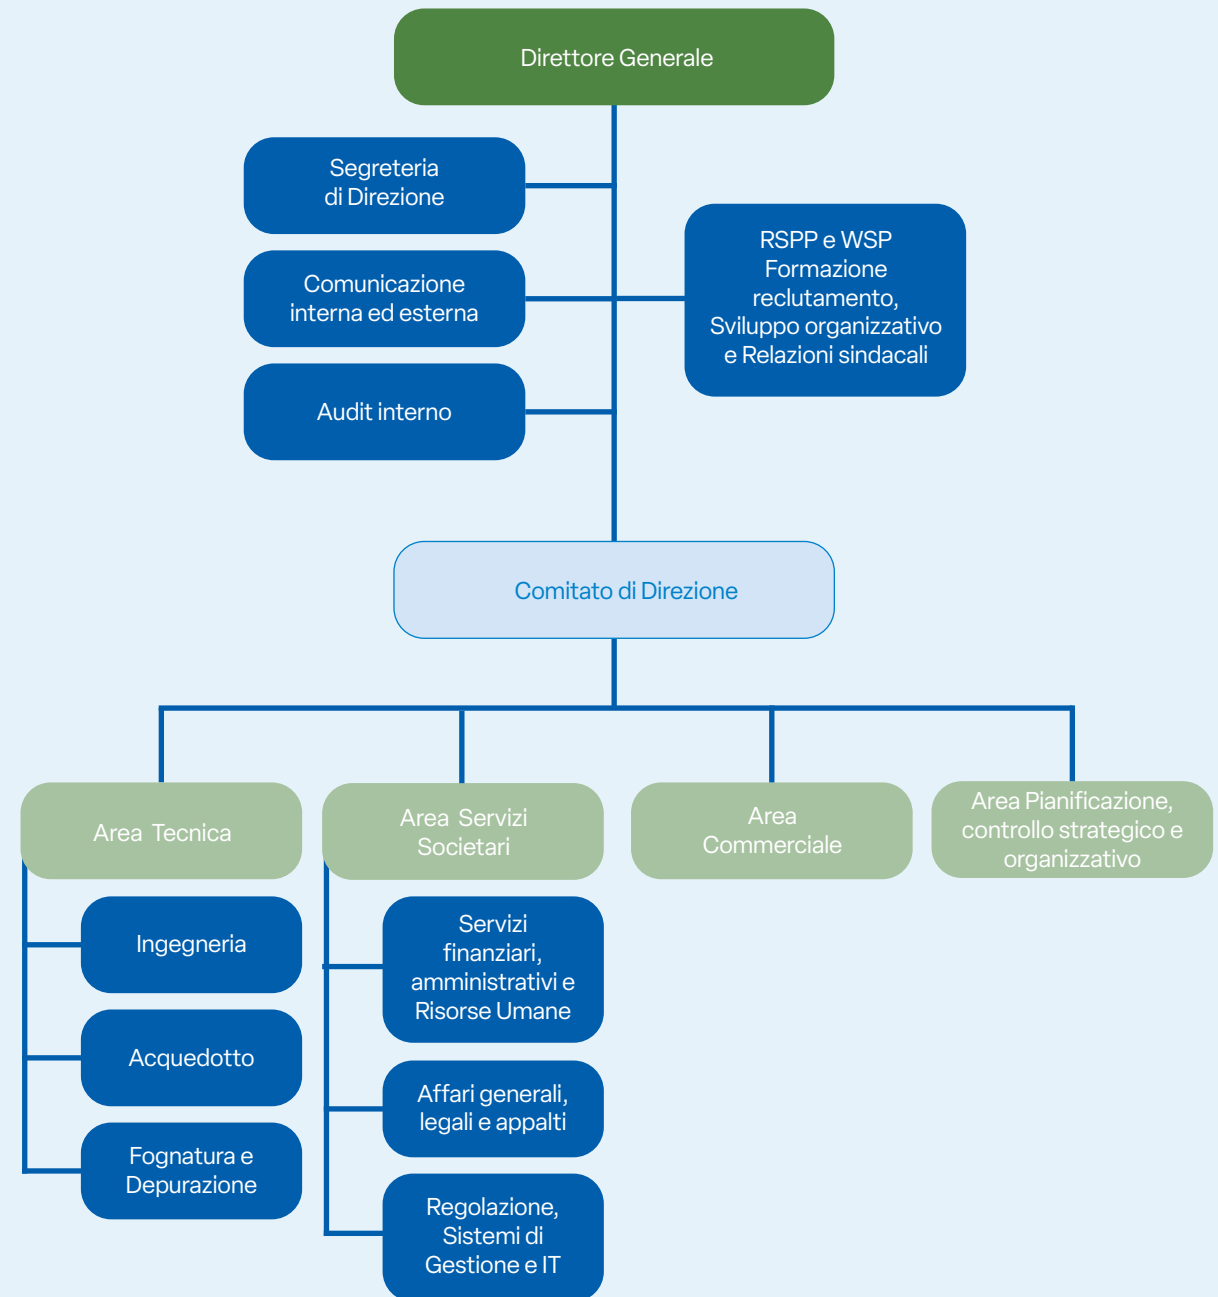 Direttore Generale
Segreteria
di Direzione
Comunicazione
interna ed esterna
Audit interno
RSPP e WSP
Formazione
reclutamento,
Sviluppo organizzativo
e Relazioni sindacali
Comitato di Direzione
Area Tecnica
Ingegneria
Acquedotto
Fognatura e
Depurazione
Area Servizi
Societari
Servizi
finanziari,
amministrativi e
Risorse Umane
Affari generali,
legali e appalti
Regolazione,
Sistemi di
Gestione e IT
Area
Commerciale
Area Pianificazione,
controllo strategico e
organizzativo